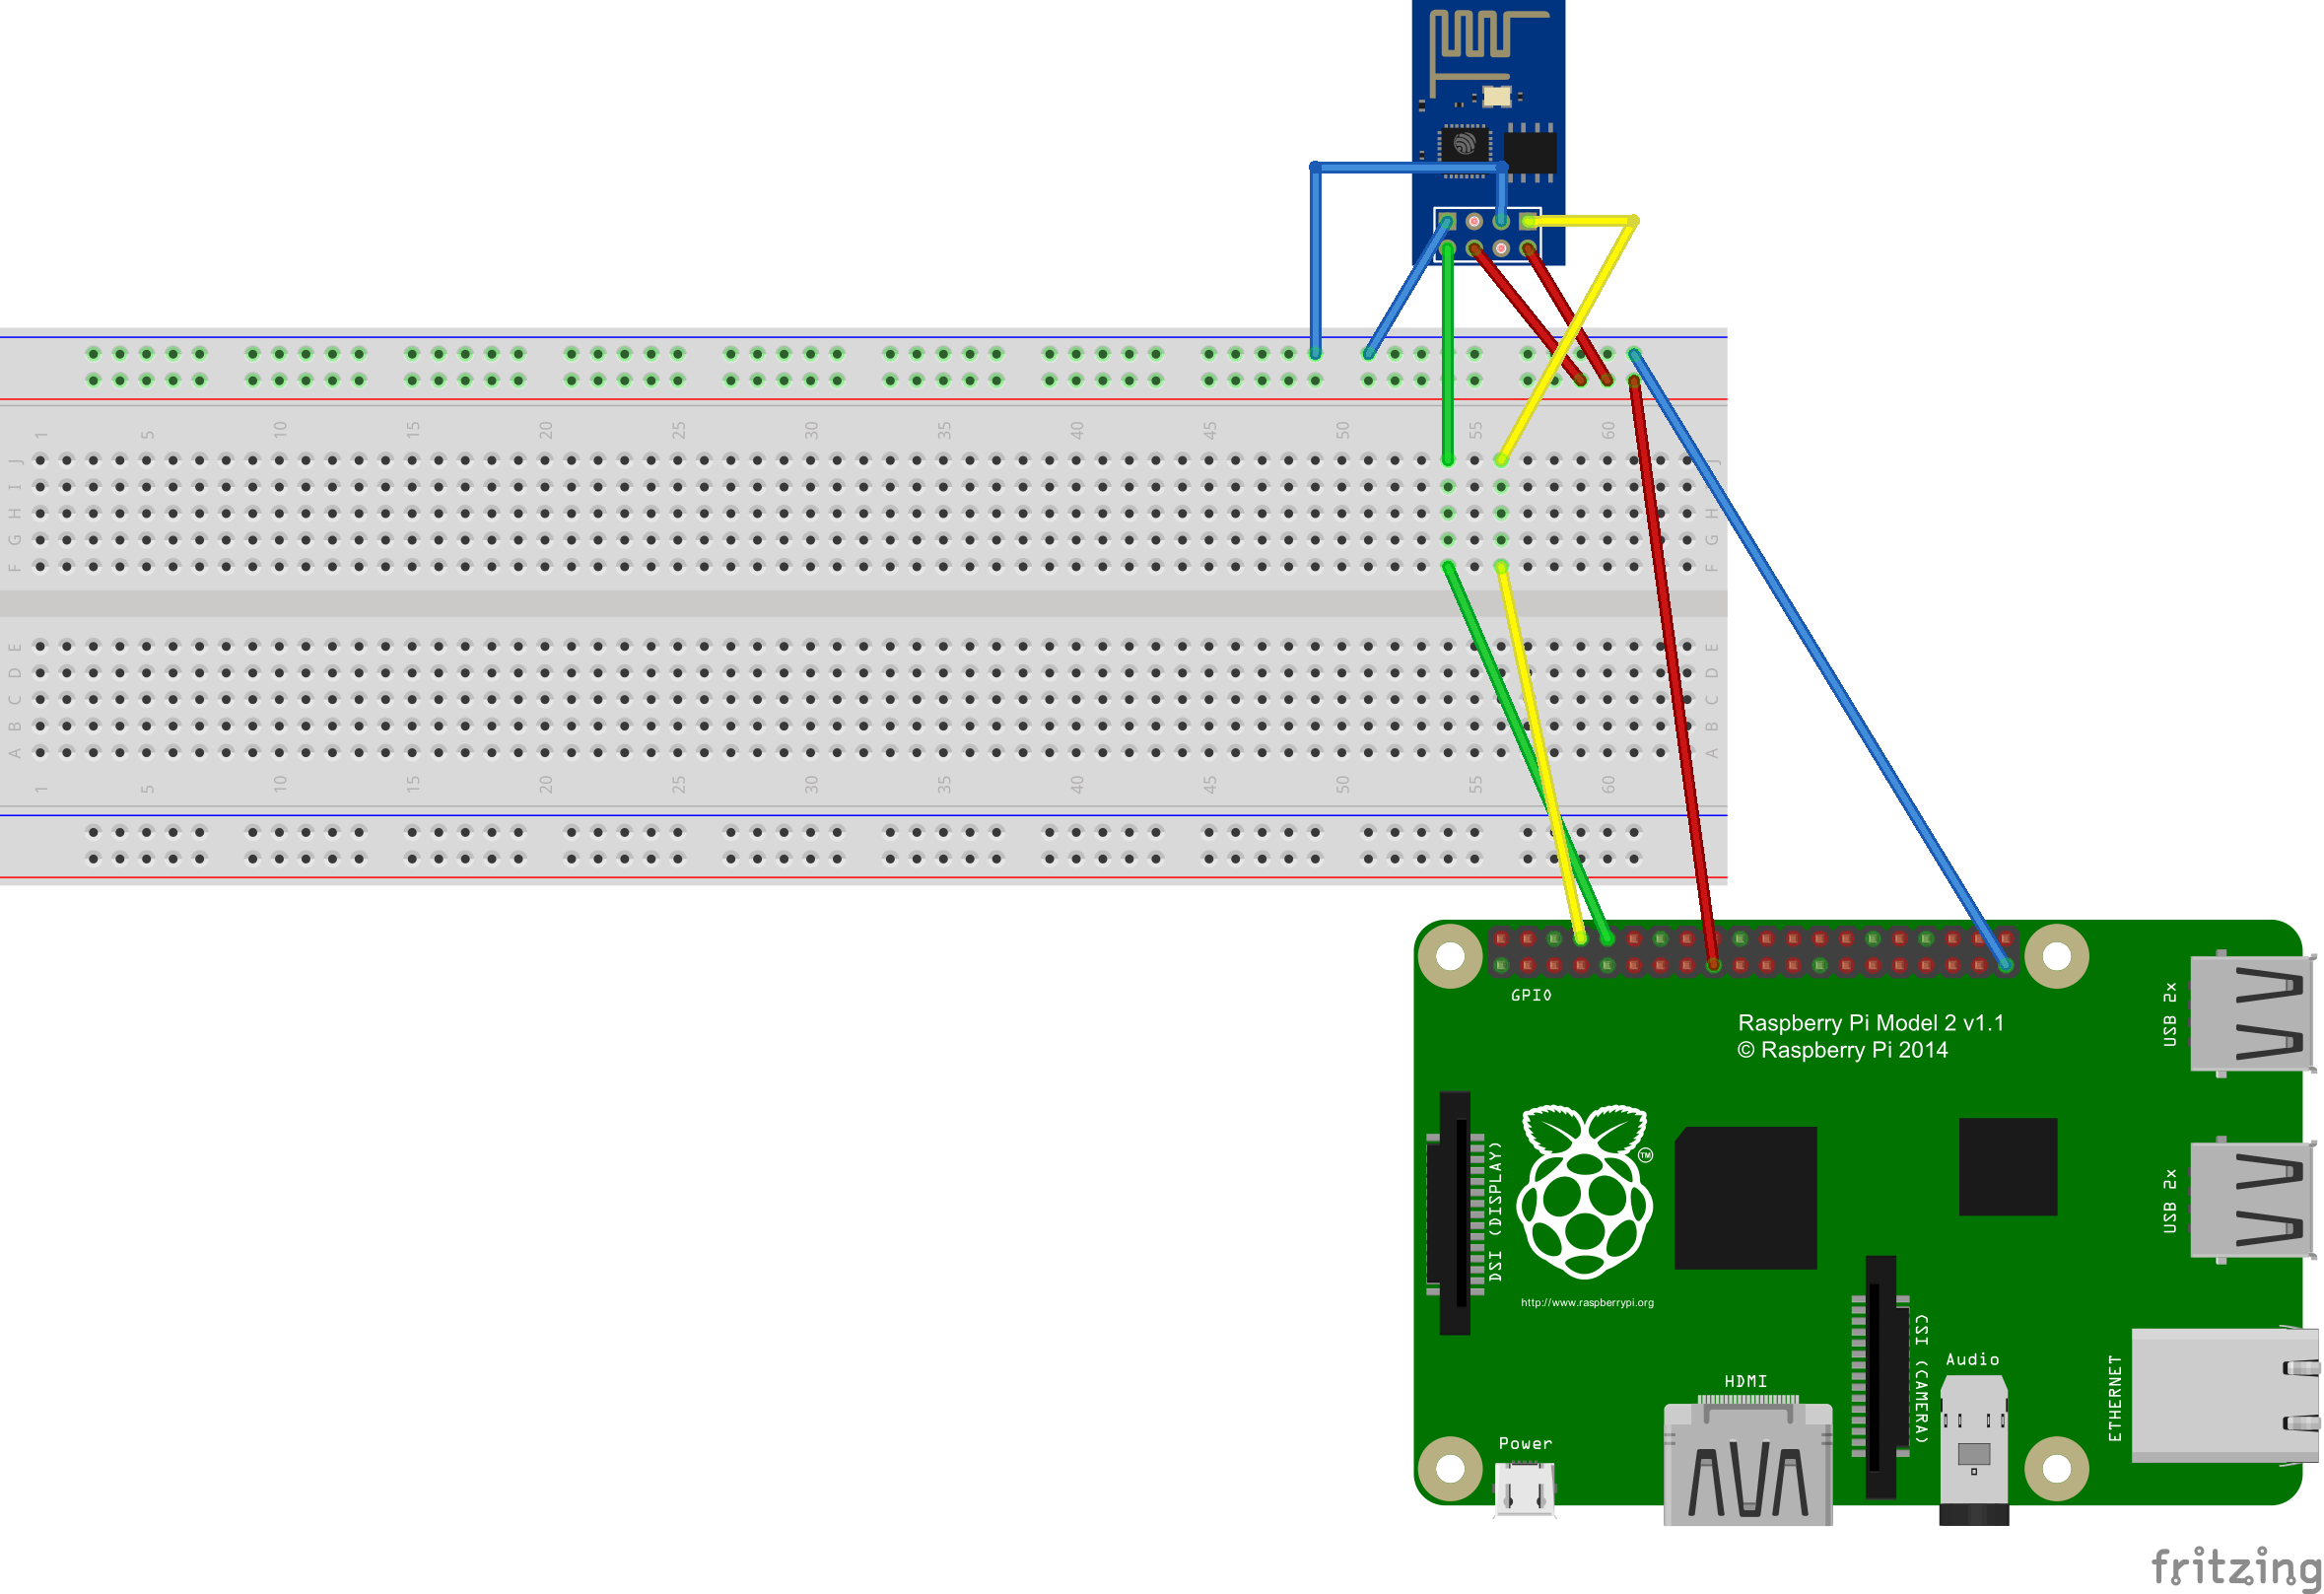 1 5 10 15 20 25 30 35 40 45 50 55 60
J J
I
H H
G G
F F
E E
D D
C C
B B
A A
1 5 10 15 20 25 30 35 40 45 50 55 60
GPIO
Raspberry Pi Model 2 v1.1
© Raspberry Pi 2014
USB 2x
DSI (DISPLAY)
TM
USB 2x
http://www.raspberrypi.org
CSI (CAMERA)
Audio
ETHERNET
HDMI
Power
fritzing